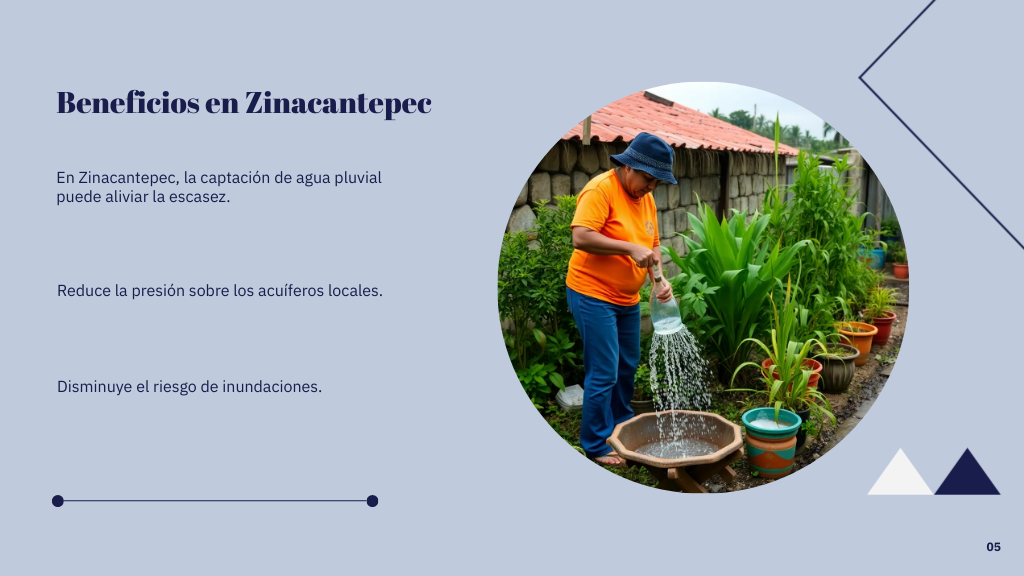 Beneficios en Zinacantepec
En Zinacantepec, la captación de agua pluvial
puede aliviar la escasez.
Reduce la presión sobre los acuíferos locales.
Disminuye el riesgo de inundaciones.
05